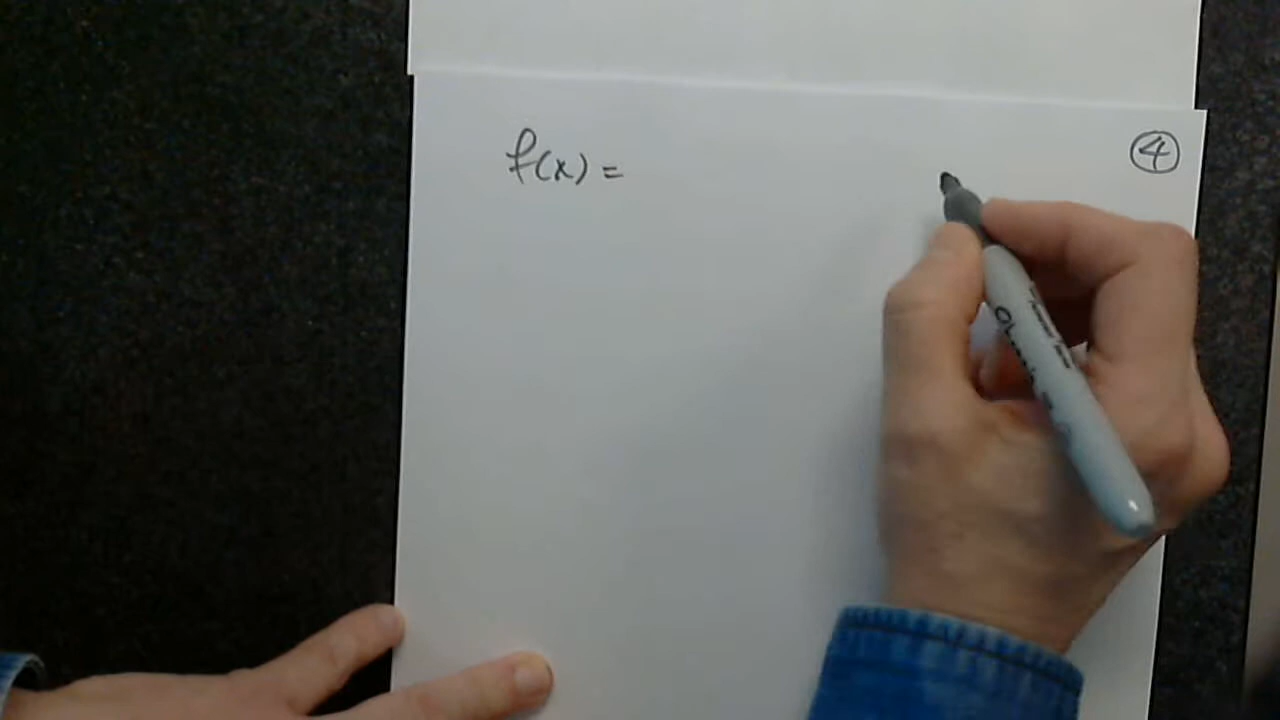 f(x) =
④